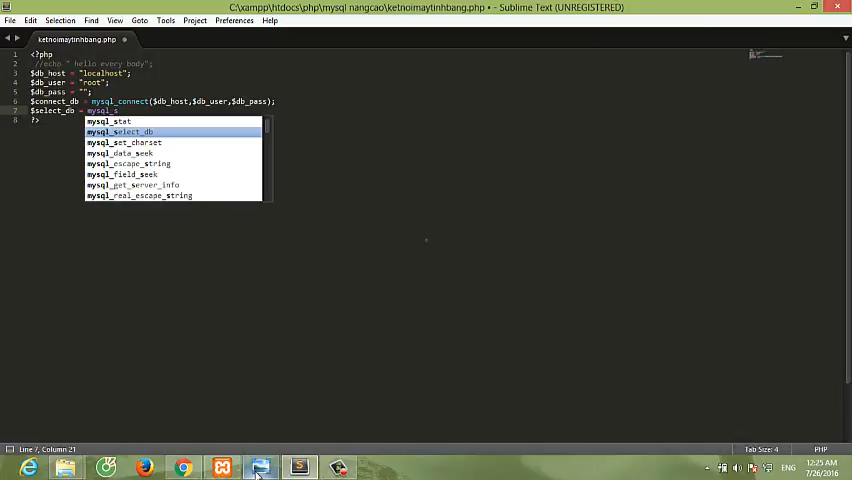 C:\xampp\htdocs\php\mysql nangcao\ketnoimaytinhbang.php • - Sublime Text (UNREGISTERED)
File Edit Selection Find View Goto Tools Project Preferences Help
ketnoimaytinhbang.php
1 <?php
2 //echo " hello every body";
3 $db_host = "localhost";
4 $db_user = "root";
5 $db_pass = "";
6 $connect_db = mysql_connect($db_host,$db_user,$db_pass);
7 $select_db = mysql_s
8 ?>
mysql_stat
mysql_select_db
mysql_set_charset
mysql_data_seek
mysql_escape_string
mysql_field_seek
mysql_get_server_info
mysql_real_escape_string
Line 7, Column 21 Tab Size: 4 PHP
ENG 12:25 AM
7/26/2016